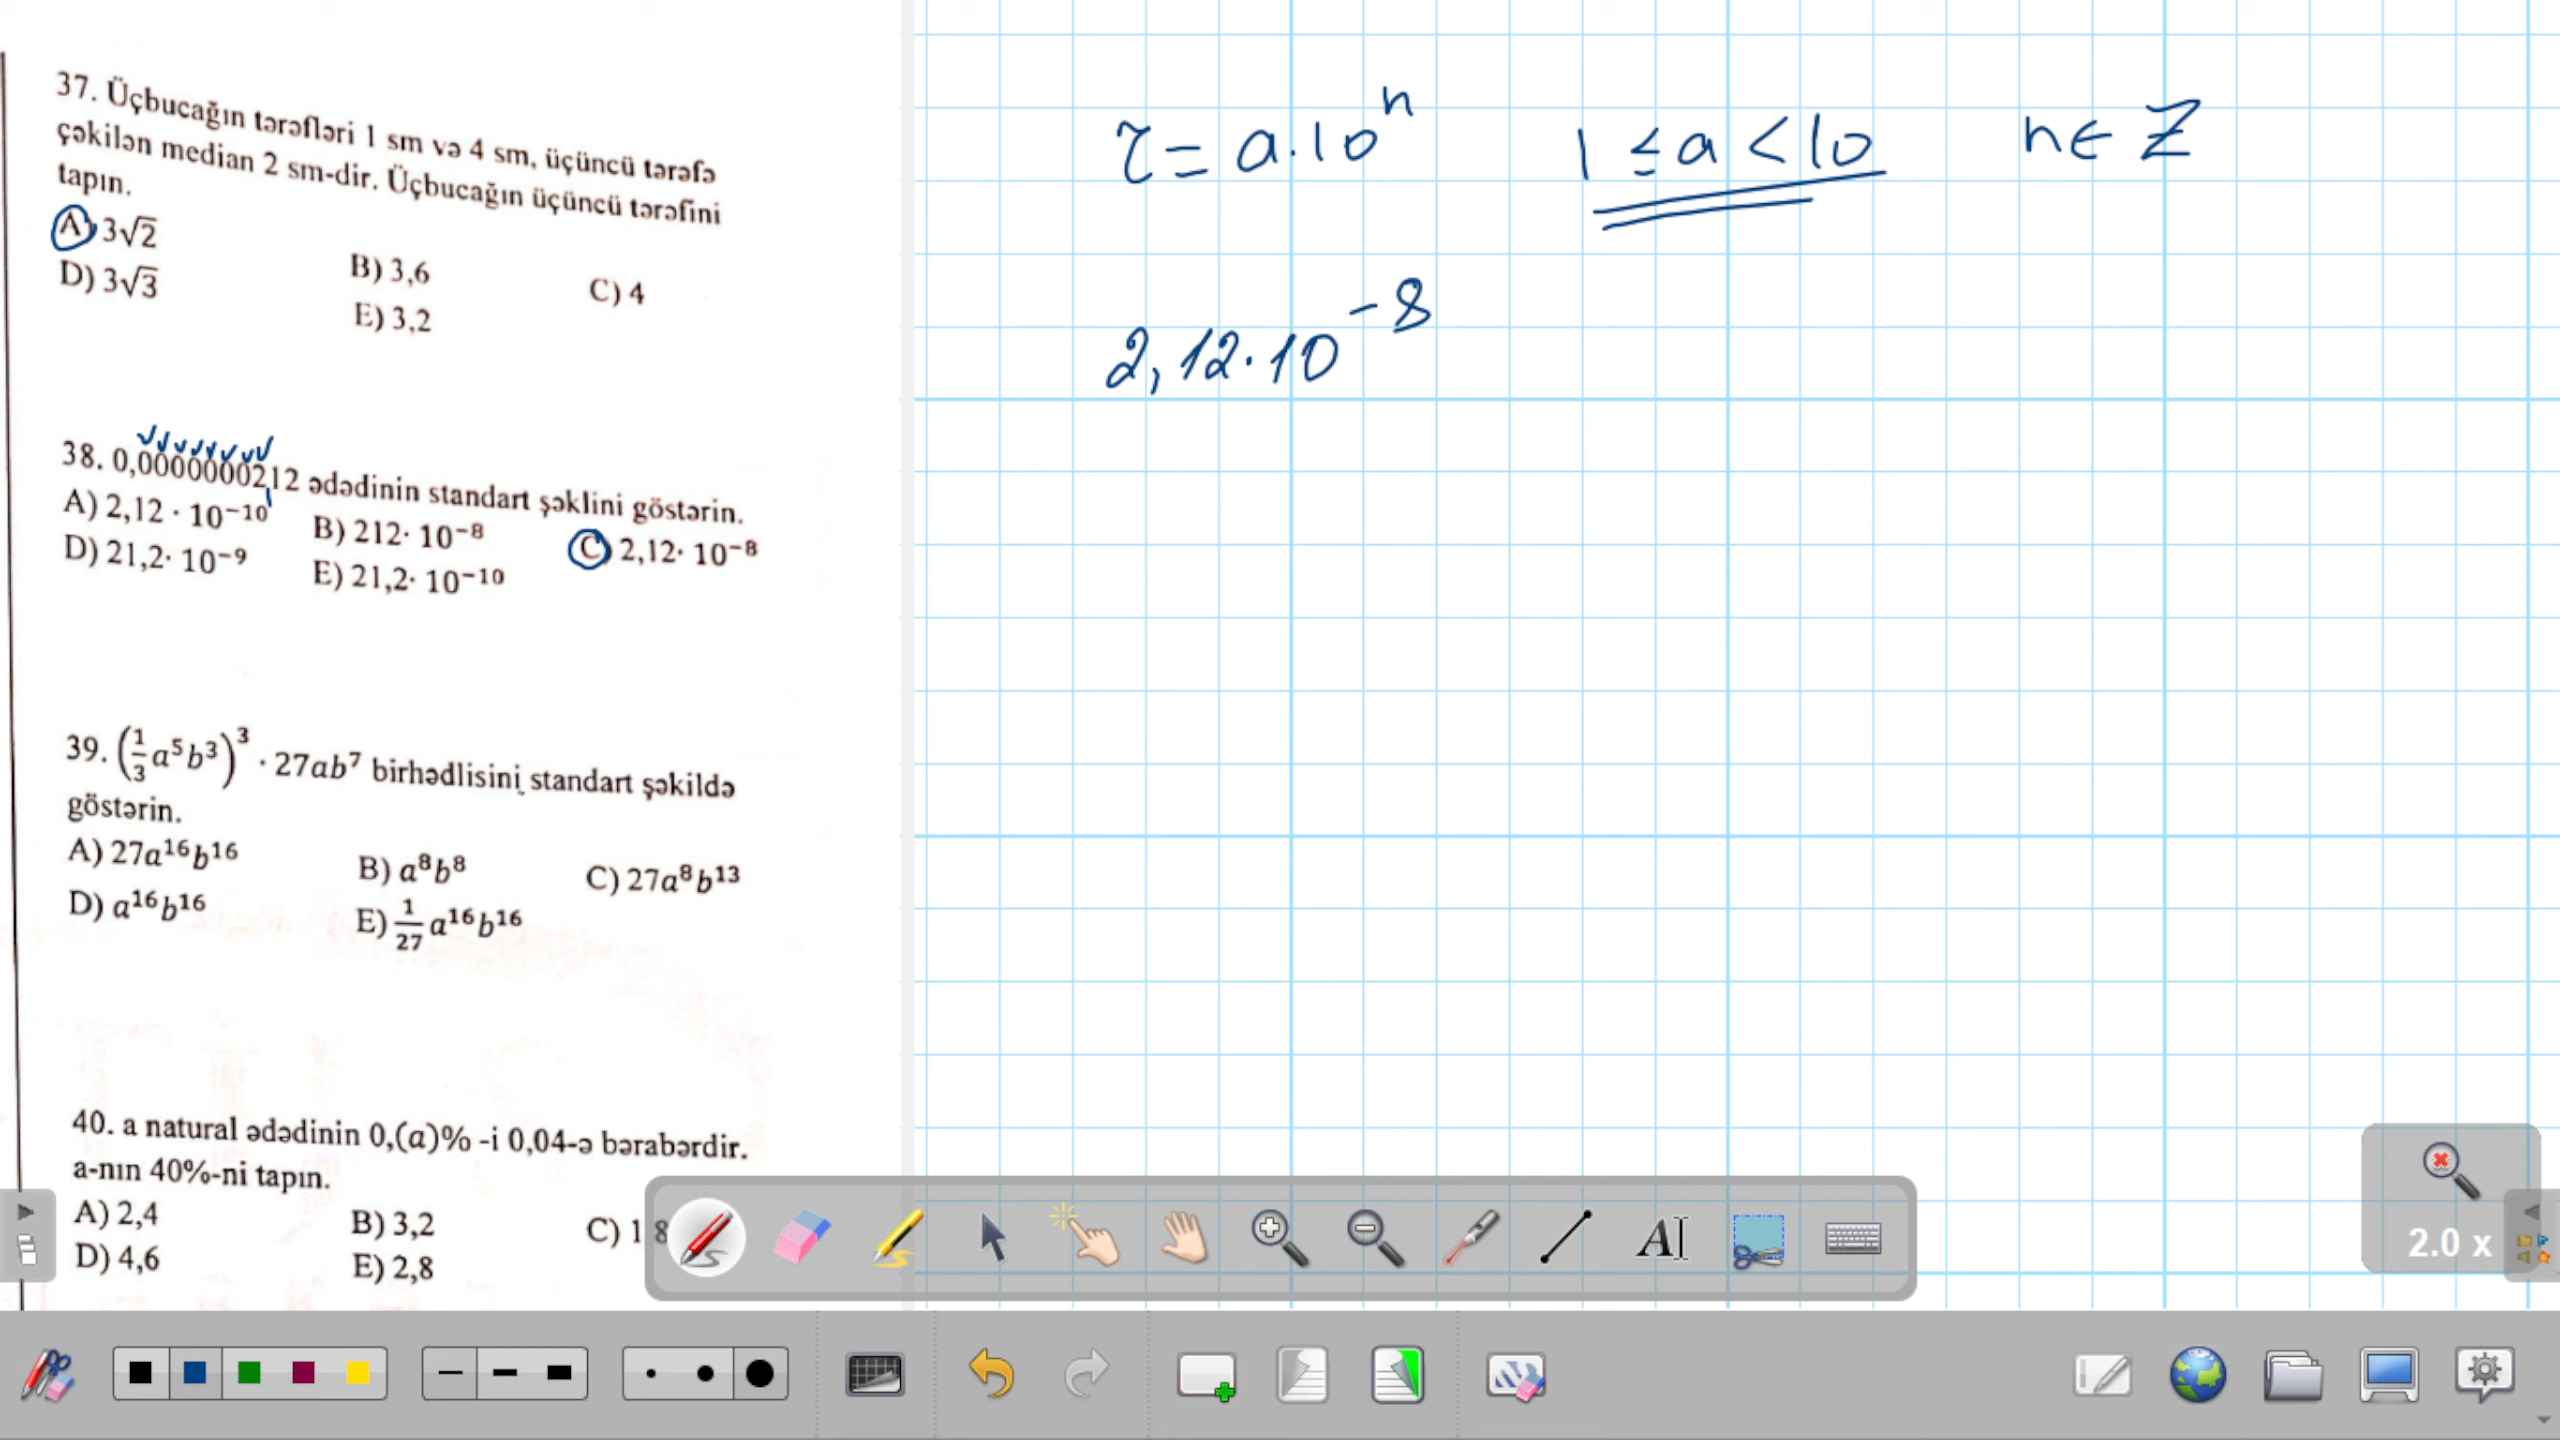 37. Üçbucağın tərəfləri 1 sm və 4 sm, üçüncü tərəfə
çəkilən median 2 sm-dir. Üçbucağın üçüncü tərəfini
tapın.
A) 3√2
B) 3,6
C) 4
D) 3√3
E) 3,2
38. 0,0000000212 ədədinin standart şəklini göstərin.
A) 2,12 · 10⁻¹⁰
B) 212· 10⁻⁸
C) 2,12· 10⁻⁸
D) 21,2· 10⁻⁹
E) 21,2· 10⁻¹⁰
39. (1/3 a⁵b³)³ · 27ab⁷ birhədlisini standart şəkildə
göstərin.
A) 27a¹⁶b¹⁶
B) a⁸b⁸
C) 27a⁸b¹³
D) a¹⁶b¹⁶
E) 1/27 a¹⁶b¹⁶
40. a natural ədədinin 0,(a)% -i 0,04-ə bərabərdir.
a-nın 40%-ni tapın.
A) 2,4
B) 3,2
C) 1 8
D) 4,6
E) 2,8
τ = a·10ⁿ 1 ≤ a < 10 n ∈ Z
2,12·10⁻⁸
2.0 x